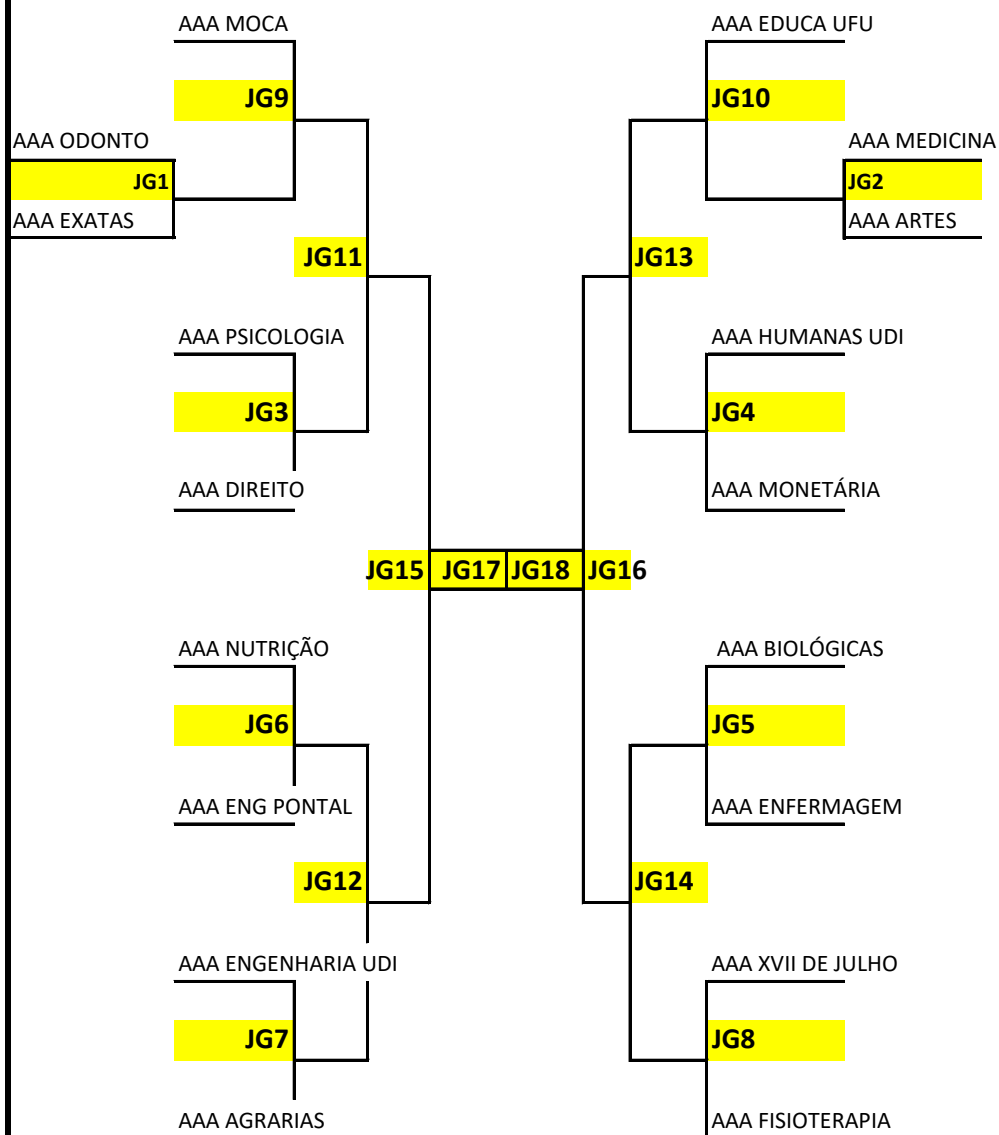 AAA MOCA
AAA EDUCA UFU
JG9
JG10
AAA ODONTO
AAA MEDICINA
JG1
JG2
AAA EXATAS
AAA ARTES
JG11
JG13
AAA PSICOLOGIA
AAA HUMANAS UDI
JG3
JG4
AAA DIREITO
AAA MONETÁRIA
JG15 JG17 JG18 JG16
AAA NUTRIÇÃO
AAA BIOLÓGICAS
JG6
JG5
AAA ENG PONTAL
AAA ENFERMAGEM
JG12
JG14
AAA ENGENHARIA UDI
AAA XVII DE JULHO
JG7
JG8
AAA AGRARIAS
AAA FISIOTERAPIA